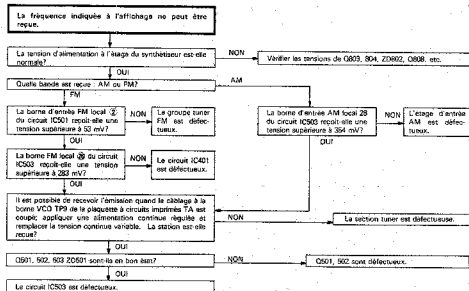 La fréquence indiquée à l'affichage ne peut être
reçue.
La tension d'alimentation à l'étage du synthétiseur est-elle
normale?
NON
Vérifier les tensions de Q803, 804, ZD802, Q808, etc.
OUI
Quelle bande est reçue : AM ou FM?
AM
FM
La borne d'entrée FM local ②
du circuit IC501 reçoit-elle une
tension supérieure à 53 mV?
NON
Le groupe tuner
FM est défec-
tueux.
La borne d'entrée AM local 28
du circuit IC503 reçoit-elle une
tension supérieure à 354 mV?
NON
L'etage d'entrée
AM est défec-
tueux.
OUI
OUI
La borne FM local ㉘ du circuit
IC503 reçoit-elle une tension
supérieure à 283 mV?
NON
Le circuit IC401
est défectueux.
OUI
Il est possible de recevoir l'émission quand le câblage à la
borne VCO TP9 de la plaquette à circuits imprimés TA est
coupé; appliquer une alimentation continue régulée et
remplacer la tension continue variable. La station est-elle
reçue?
NON
La section tuner est défectueuse.
OUI
Q501, 502, 503 ZD501 sont-ils en bon état?
NON
Q501, 502 sont défectueux.
OUI
Le circuit IC503 est défectueux.